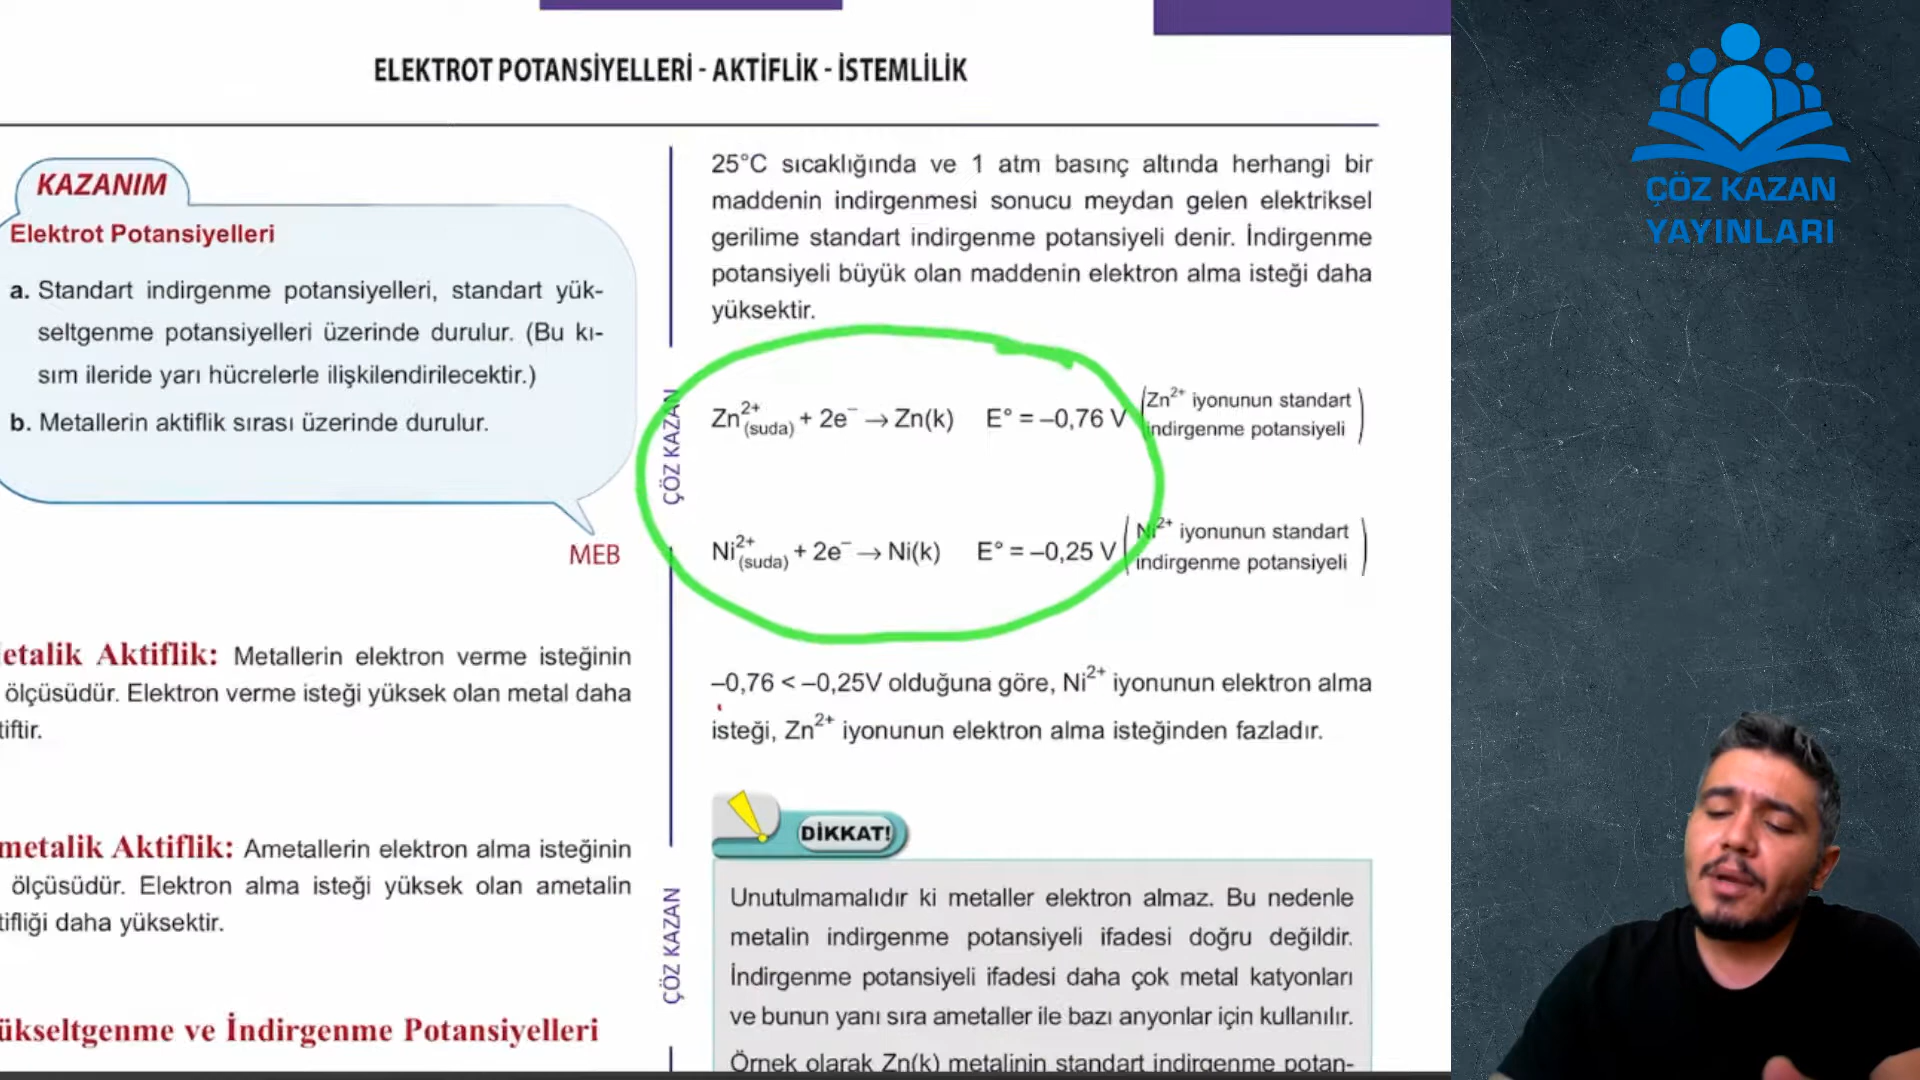 ELEKTROT POTANSİYELLERİ - AKTİFLİK - İSTEMLİLİK
KAZANIM
Elektrot Potansiyelleri
a. Standart indirgenme potansiyelleri, standart yük-
seltgenme potansiyelleri üzerinde durulur. (Bu kı-
sım ileride yarı hücrelerle ilişkilendirilecektir.)
b. Metallerin aktiflik sırası üzerinde durulur.
MEB
etalik Aktiflik: Metallerin elektron verme isteğinin
ölçüsüdür. Elektron verme isteği yüksek olan metal daha
tiftir.
metalik Aktiflik: Ametallerin elektron alma isteğinin
ölçüsüdür. Elektron alma isteği yüksek olan ametalin
tifliği daha yüksektir.
ükseltgenme ve İndirgenme Potansiyelleri
ÇÖZ KAZAN
ÇÖZ KAZAN
25°C sıcaklığında ve 1 atm basınç altında herhangi bir
maddenin indirgenmesi sonucu meydan gelen elektriksel
gerilime standart indirgenme potansiyeli denir. İndirgenme
potansiyeli büyük olan maddenin elektron alma isteği daha
yüksektir.
Zn²⁺(suda) + 2e⁻ → Zn(k) E° = –0,76 V (Zn²⁺ iyonunun standart
indirgenme potansiyeli)
Ni²⁺(suda) + 2e⁻ → Ni(k) E° = –0,25 V (Ni²⁺ iyonunun standart
indirgenme potansiyeli)
–0,76 < –0,25V olduğuna göre, Ni²⁺ iyonunun elektron alma
isteği, Zn²⁺ iyonunun elektron alma isteğinden fazladır.
DİKKAT!
Unutulmamalıdır ki metaller elektron almaz. Bu nedenle
metalin indirgenme potansiyeli ifadesi doğru değildir.
İndirgenme potansiyeli ifadesi daha çok metal katyonları
ve bunun yanı sıra ametaller ile bazı anyonlar için kullanılır.
Örnek olarak Zn(k) metalinin standart indirgenme potan-
ÇÖZ KAZAN
YAYINLARI